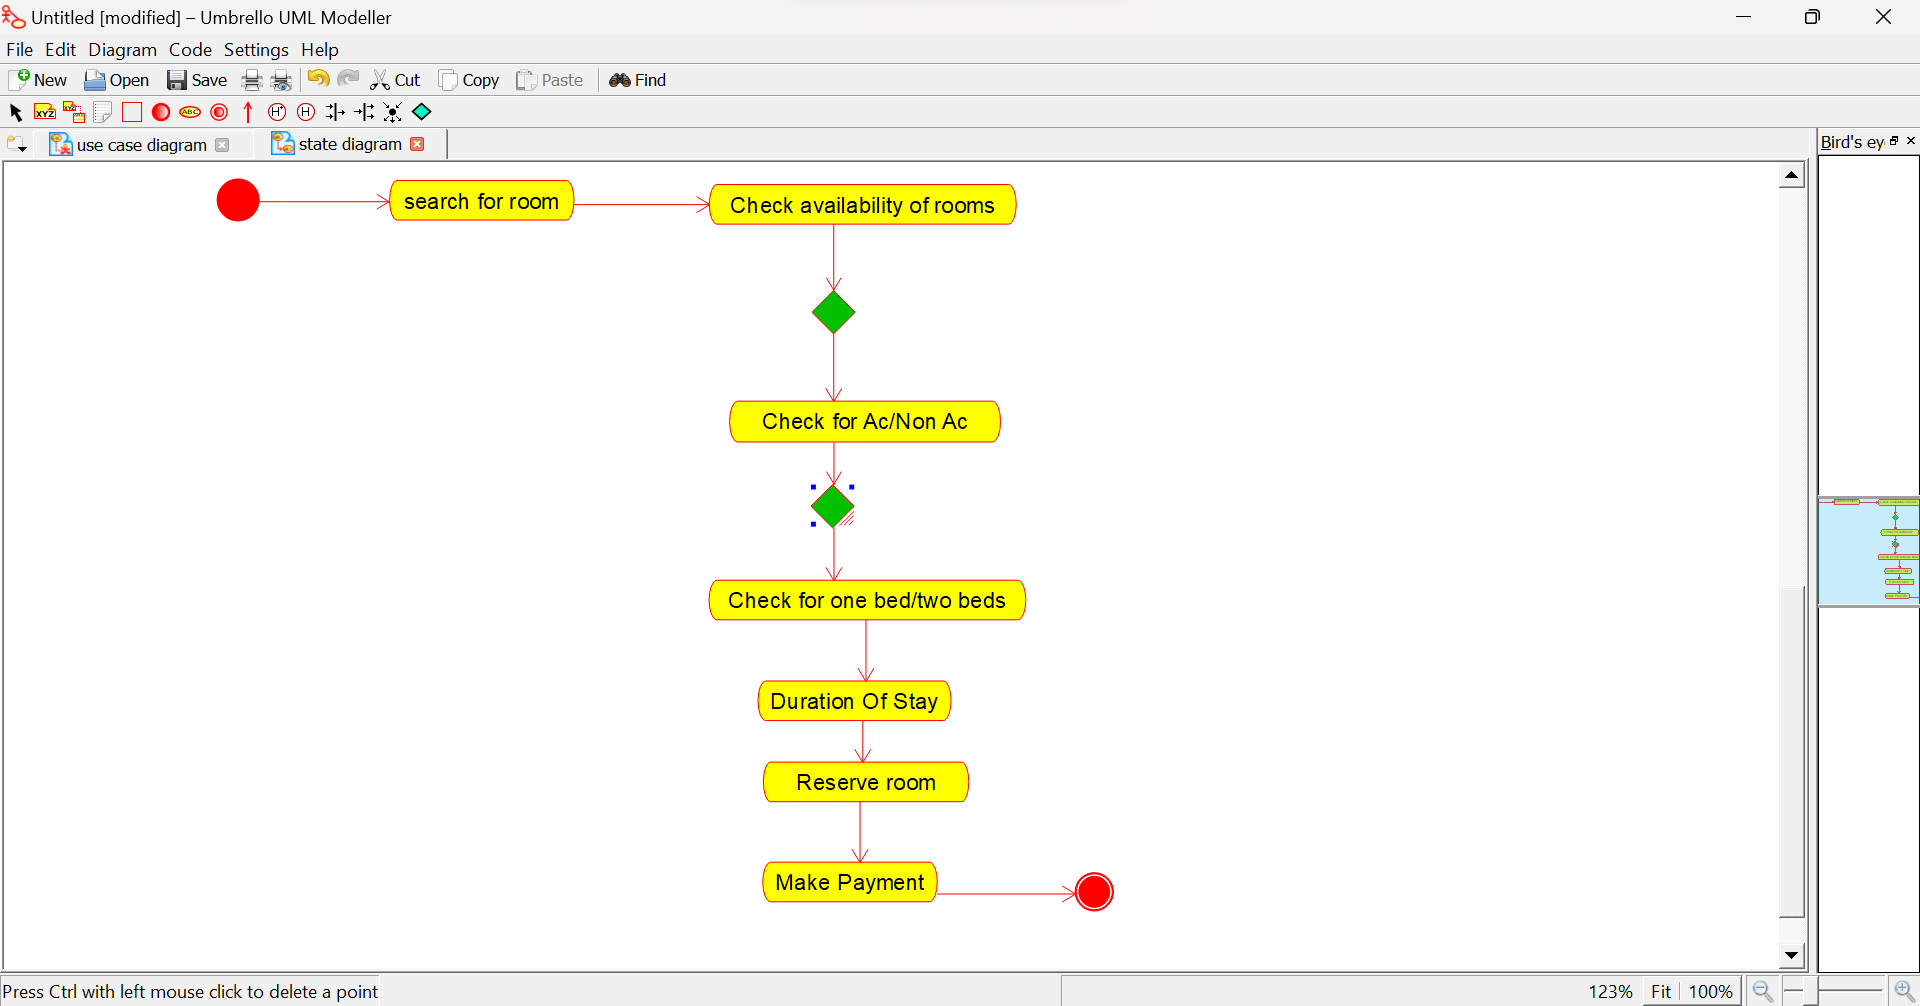 Untitled [modified] – Umbrello UML Modeller
File Edit Diagram Code Settings Help
New Open Save Cut Copy Paste Find
XYZ XYZ ABC H* H
use case diagram state diagram
Bird's ey
search for room
Check availability of rooms
Check for Ac/Non Ac
Check for one bed/two beds
Duration Of Stay
Reserve room
Make Payment
Press Ctrl with left mouse click to delete a point
123% Fit 100%